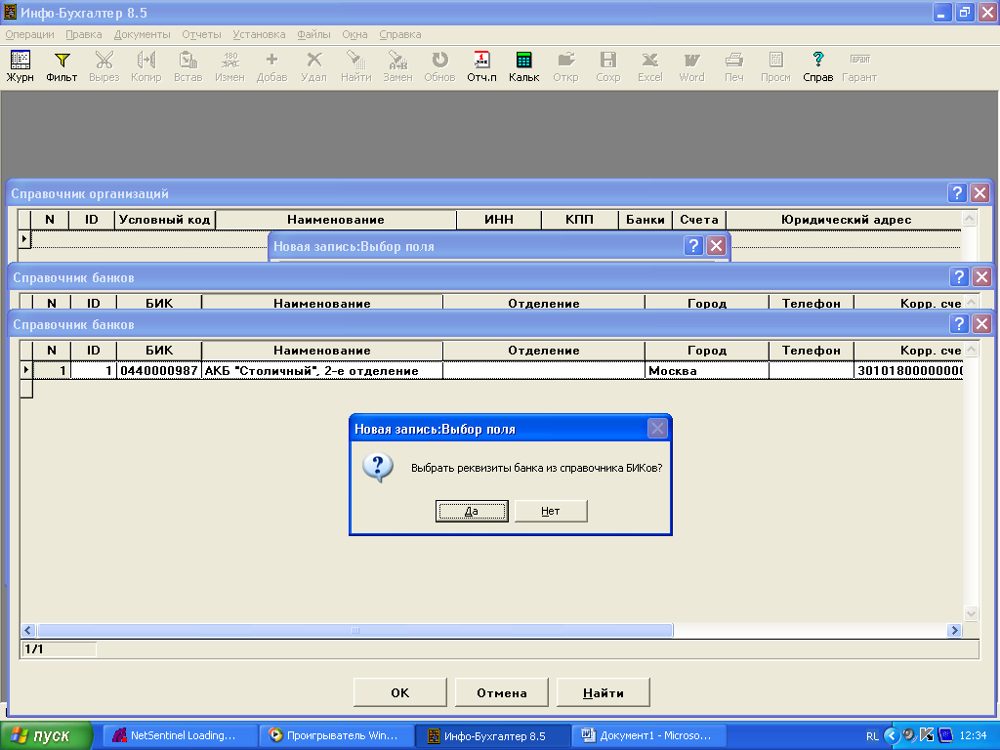 Инфо-Бухгалтер 8.5
Операции Правка Документы Отчеты Установка Файлы Окна Справка
Журн Фильт Вырез Копир Встав Измен Добав Удал Найти Замен Обнов Отч.п Кальк Откр Сохр Excel Word Печ Просм Справ Гарант
Справочник организаций
N ID Условный код Наименование ИНН КПП Банки Счета Юридический адрес
Новая запись:Выбор поля
Справочник банков
N ID БИК Наименование Отделение Город Телефон Корр. сче
Справочник банков
N ID БИК Наименование Отделение Город Телефон Корр. сче
1 1 0440000987 АКБ "Столичный", 2-е отделение Москва 30101800000000
Новая запись:Выбор поля
Выбрать реквизиты банка из справочника БИКов?
Да Нет
1/1
OK Отмена Найти
пуск NetSentinel Loading... Проигрыватель Win... Инфо-Бухгалтер 8.5 Документ1 - Microso... RL 12:34